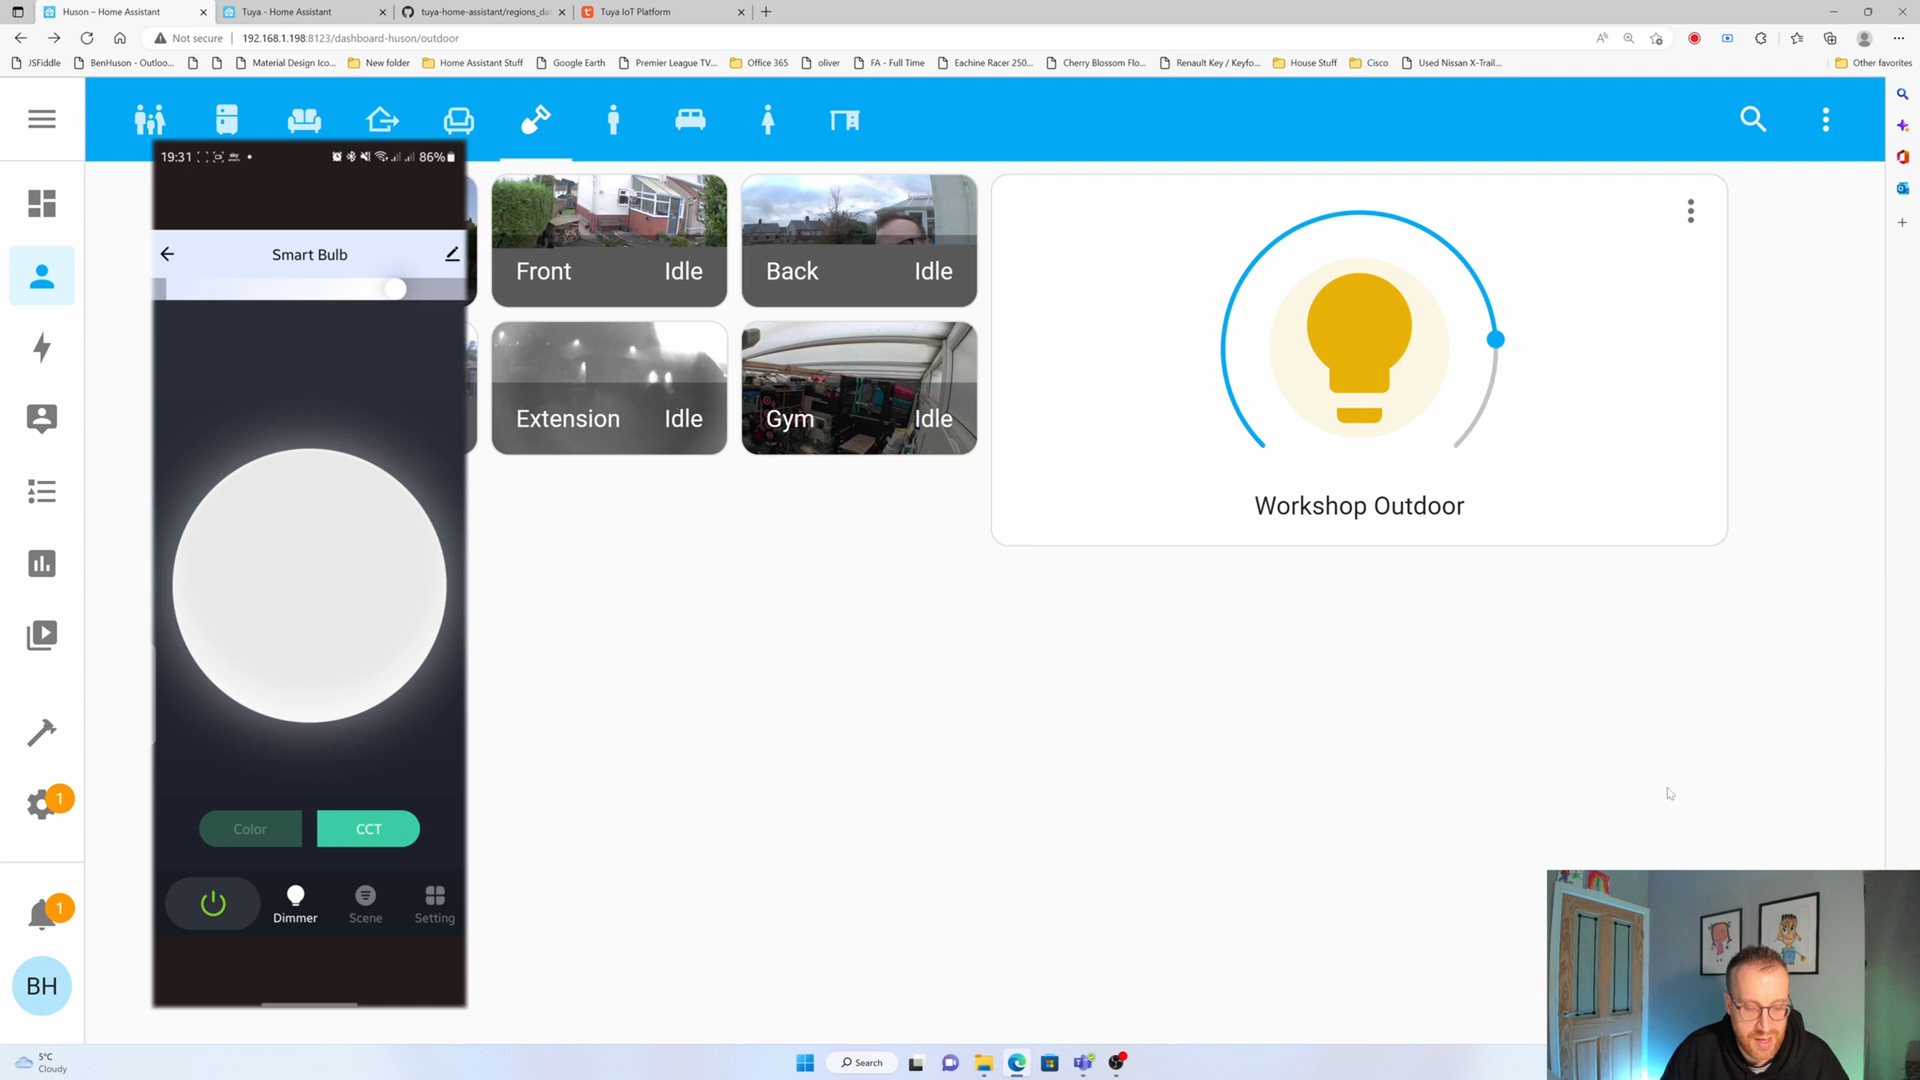 Huson – Home Assistant
Tuya - Home Assistant
tuya-home-assistant/regions_da
Tuya IoT Platform
Not secure
192.168.1.198:8123/dashboard-huson/outdoor
JSFiddle
BenHuson - Outloo...
Material Design Ico...
New folder
Home Assistant Stuff
Google Earth
Premier League TV...
Office 365
oliver
FA - Full Time
Eachine Racer 250...
Cherry Blossom Flo...
Renault Key / Keyfo...
House Stuff
Cisco
Used Nissan X-Trail...
Other favorites
19:31
86%
Smart Bulb
Front
Idle
Back
Idle
Extension
Idle
Gym
Idle
Workshop Outdoor
Color
CCT
Dimmer
Scene
Setting
1
1
BH
5°C
Cloudy
Search